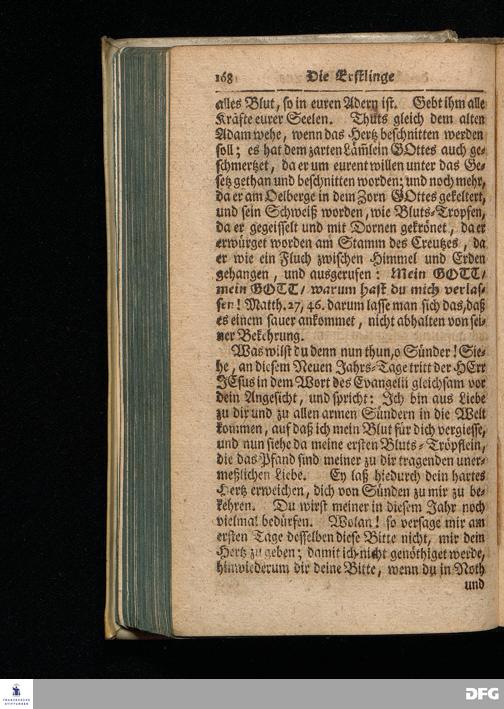 168 Die Erstlinge
alles Blut, so in euren Adern ist. Gebt ihm alle
Kräfte eurer Seelen. Thuts gleich dem alten
Adam wehe, wenn das Hertz beschnitten werden
soll; es hat dem zarten Lämlein GOttes auch ge-
schmertzet, da er um eurent willen unter das Ge-
setz gethan und beschnitten worden; und noch mehr,
da er am Oelberge in dem Zorn GOttes gekeltert,
und sein Schweiß worden, wie Bluts-Tropfen,
da er gegeisselt und mit Dornen gekrönet, da er
erwürget worden am Stamm des Creutzes, da
er wie ein Fluch zwischen Himmel und Erden
gehangen, und ausgerufen: Mein GOTT/
mein GOTT/ warum hast du mich verlas-
sen! Matth. 27, 46. darum lasse man sich das, daß
es einem sauer ankommet, nicht abhalten von sei-
ner Bekehrung.
Was wilst du denn nun thun, o Sünder! Sie-
he, an diesem Neuen Jahrs-Tage tritt der HErr
JEsus in dem Wort des Evangelii gleichsam vor
dein Angesicht, und spricht: Ich bin aus Liebe
zu dir und zu allen armen Sündern in die Welt
kommen, auf daß ich mein Blut für dich vergiesse,
und nun siehe da meine ersten Bluts-Tröpflein,
die das Pfand sind meiner zu dir tragenden uner-
meßlichen Liebe. Ey laß hiedurch dein hartes
Hertz erweichen, dich von Sünden zu mir zu be-
kehren. Du wirst meiner in diesem Jahr noch
vielmal bedürfen. Wolan! so versage mir am
ersten Tage desselben diese Bitte nicht, mir dein
Hertz zu geben; damit ich nicht genöthiget werde,
hinwiederum dir deine Bitte, wenn du in Noth
und
FRANCKESCHE
STIFTUNGEN
DFG